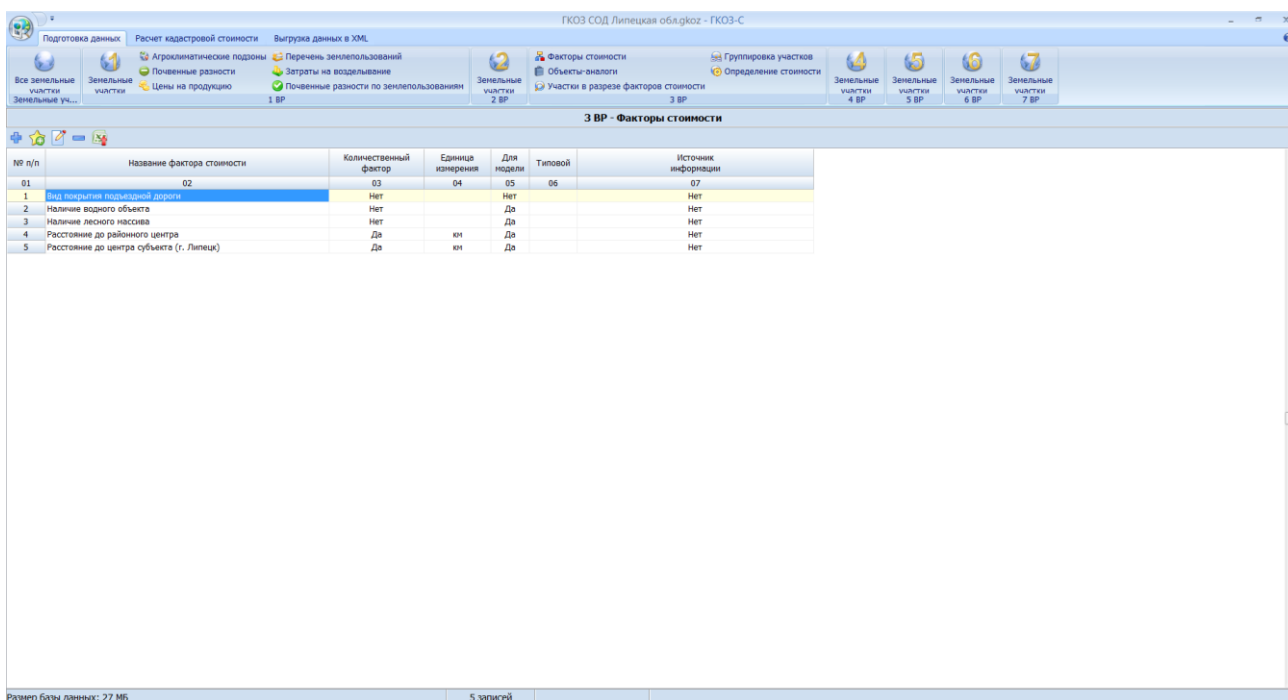 ГКОЗ СОД Липецкая обл.gkoz - ГКОЗ-С
Подготовка данных Расчет кадастровой стоимости Выгрузка данных в XML
Все земельные участки
Земельные уч...
Земельные участки
Агроклиматические подзоны
Почвенные разности
Цены на продукцию
Перечень землепользований
Затраты на возделывание
Почвенные разности по землепользованиям
1 ВР
Земельные участки
2 ВР
Факторы стоимости
Объекты-аналоги
Участки в разрезе факторов стоимости
Группировка участков
Определение стоимости
3 ВР
Земельные участки
4 ВР
Земельные участки
5 ВР
Земельные участки
6 ВР
Земельные участки
7 ВР
3 ВР - Факторы стоимости
№ п/п Название фактора стоимости Количественный фактор Единица измерения Для модели Типовой Источник информации
01 02 03 04 05 06 07
1 Вид покрытия подъездной дороги Нет Нет Нет
2 Наличие водного объекта Нет Да Нет
3 Наличие лесного массива Нет Да Нет
4 Расстояние до районного центра Да км Да Нет
5 Расстояние до центра субъекта (г. Липецк) Да км Да Нет
Размер базы данных: 27 МБ 5 записей